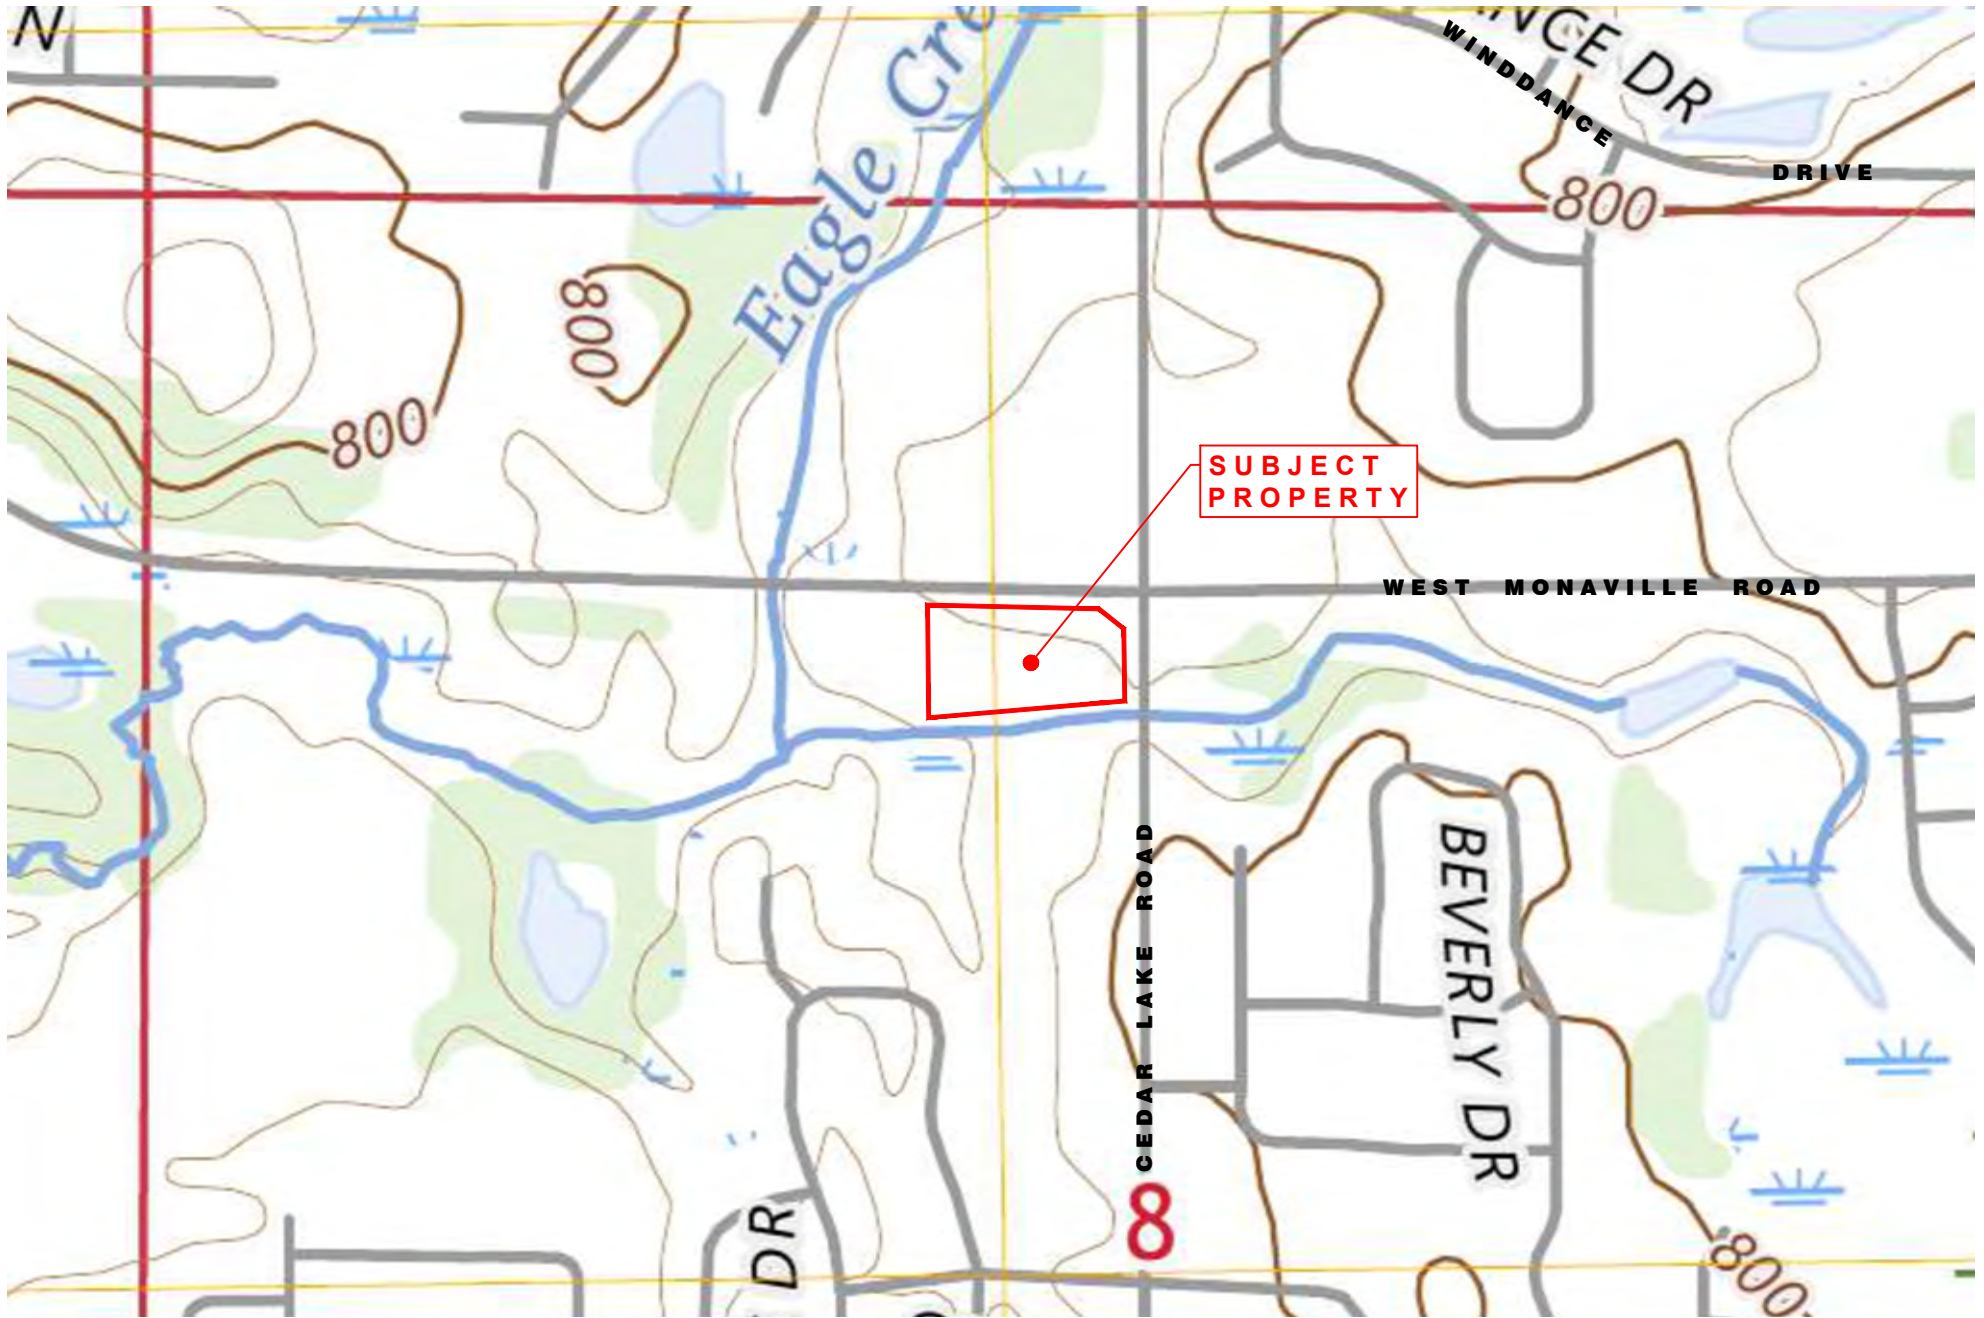 N
Eagle Cre
NCE DR
WINDDANCE
DRIVE
800
800
800
SUBJECT
PROPERTY
WEST MONAVILLE ROAD
CEDAR LAKE ROAD
BEVERLY DR
8
DR
800